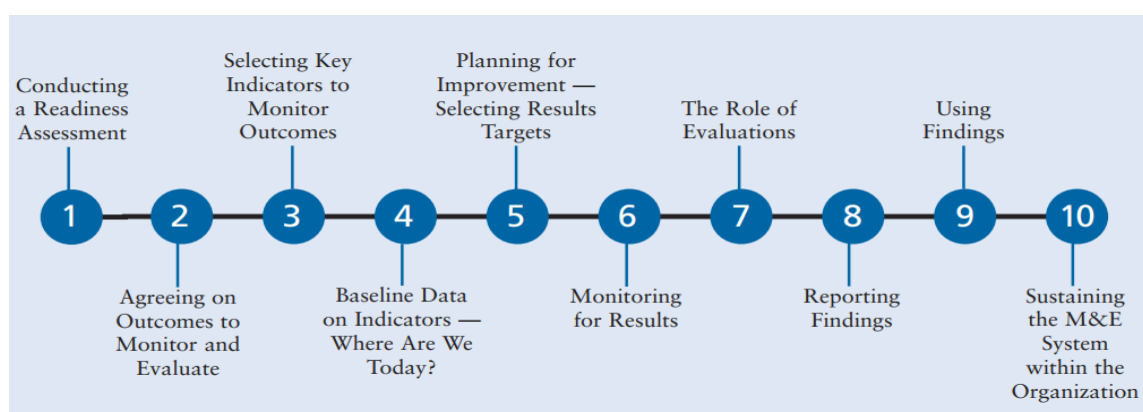 Conducting
a Readiness
Assessment
1
2
Agreeing on
Outcomes to
Monitor and
Evaluate
Selecting Key
Indicators to
Monitor
Outcomes
3
4
Baseline Data
on Indicators —
Where Are We
Today?
Planning for
Improvement —
Selecting Results
Targets
5
6
Monitoring
for Results
The Role of
Evaluations
7
8
Reporting
Findings
Using
Findings
9
10
Sustaining
the M&E
System
within the
Organization